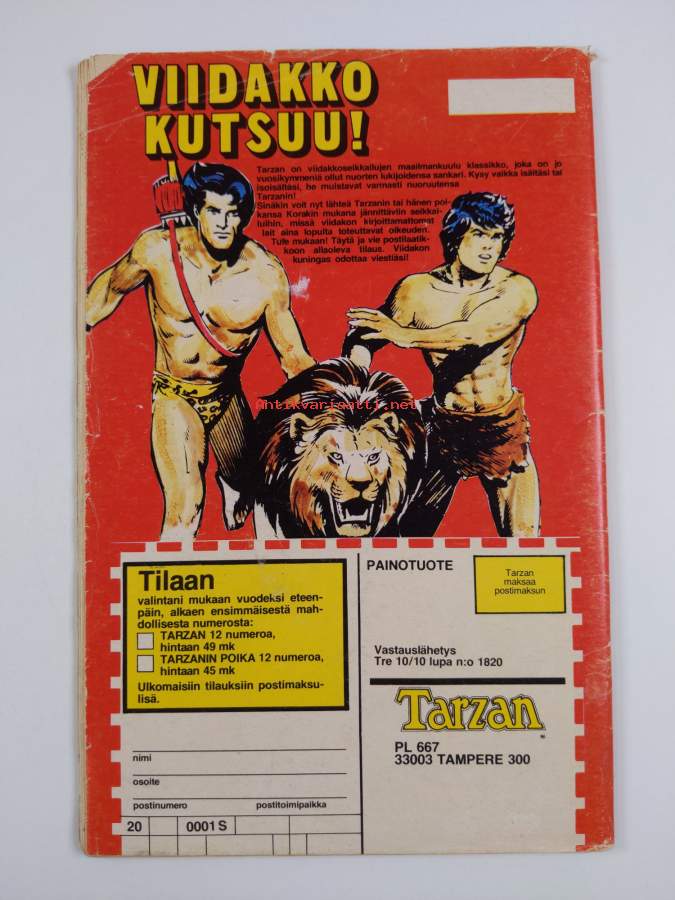 VIIDAKKO
KUTSUU!
Tarzan on viidakkoseikkailujen maailmankuulu klassikko, joka on jo
vuosikymmeniä ollut nuorten lukijoidensa sankari. Kysy vaikka isältäsi tai
isoisältäsi, he muistavat varmasti nuoruutensa
Tarzanin!
Sinäkin voit nyt lähteä Tarzanin tai hänen poi-
kansa Korakin mukana jännittäviin seikkai-
luihin, missä viidakon kirjoittamattomat
lait aina lopulta toteuttavat oikeuden.
Tule mukaan! Täytä ja vie postilaatik-
koon allaoleva tilaus. Viidakon
kuningas odottaa viestiäsi!
Antikvariaatti.net
Tilaan
valintani mukaan vuodeksi eteen-
päin, alkaen ensimmäisestä mah-
dollisesta numerosta:
TARZAN 12 numeroa,
hintaan 49 mk
TARZANIN POIKA 12 numeroa,
hintaan 45 mk
Ulkomaisiin tilauksiin postimaksu-
lisä.
nimi
osoite
postinumero postitoimipaikka
20 0001 S
PAINOTUOTE
Tarzan
maksaa
postimaksun
Vastauslähetys
Tre 10/10 lupa n:o 1820
Tarzan
PL 667
33003 TAMPERE 300